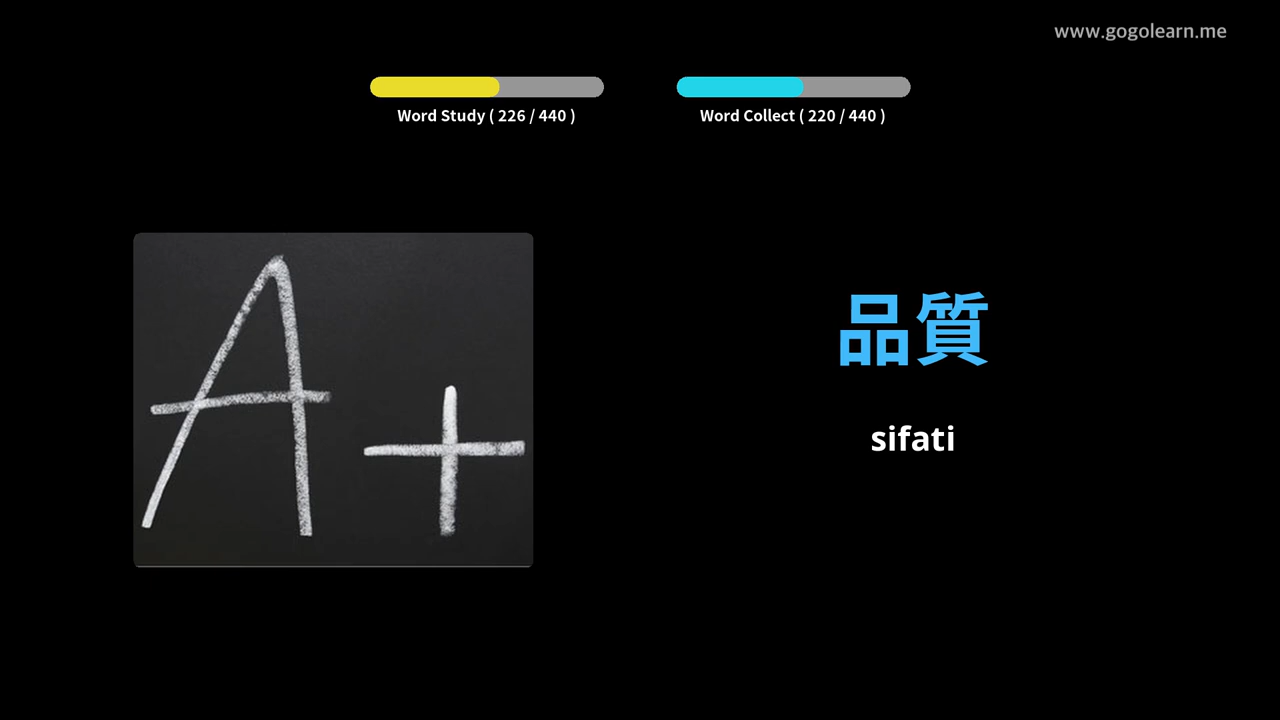 www.gogolearn.me
Word Study ( 226 / 440 )
Word Collect ( 220 / 440 )
A+
品質
sifati